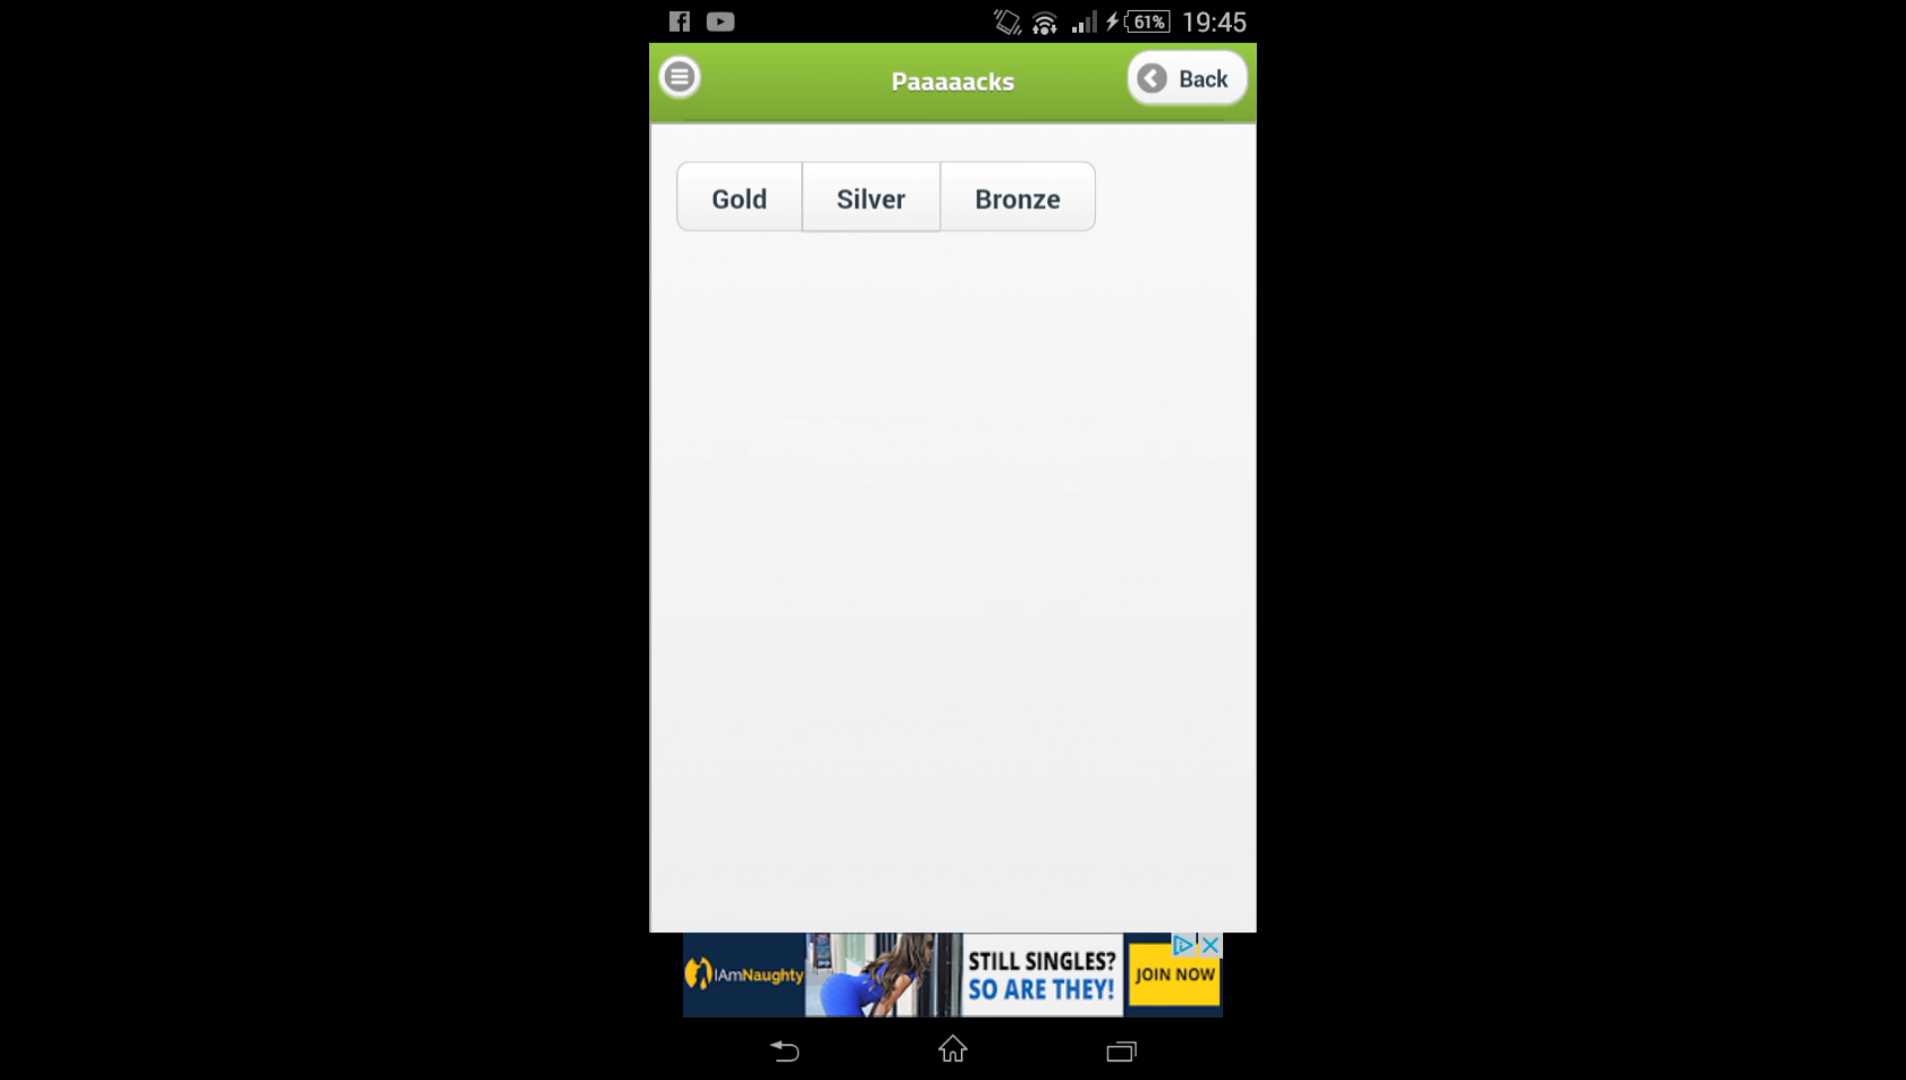 61% 19:45
Paaaaacks
Back
Gold Silver Bronze
IAmNaughty
STILL SINGLES?
SO ARE THEY!
JOIN NOW